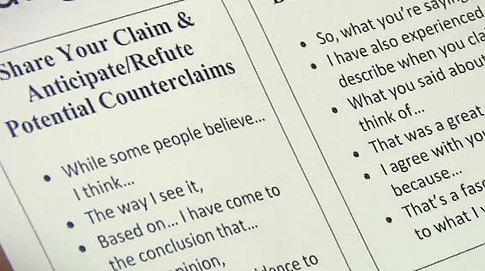 Share Your Claim &
Anticipate/Refute
Potential Counterclaims
• While some people believe...
I think...
• The way I see it,
• Based on... I have come to
the conclusion that...
opinion,
to
• So, what you're saying
• I have also experienced
describe when you
• What you said about
think of...
• That was a great
• I agree with
because...
• That's a
to what I